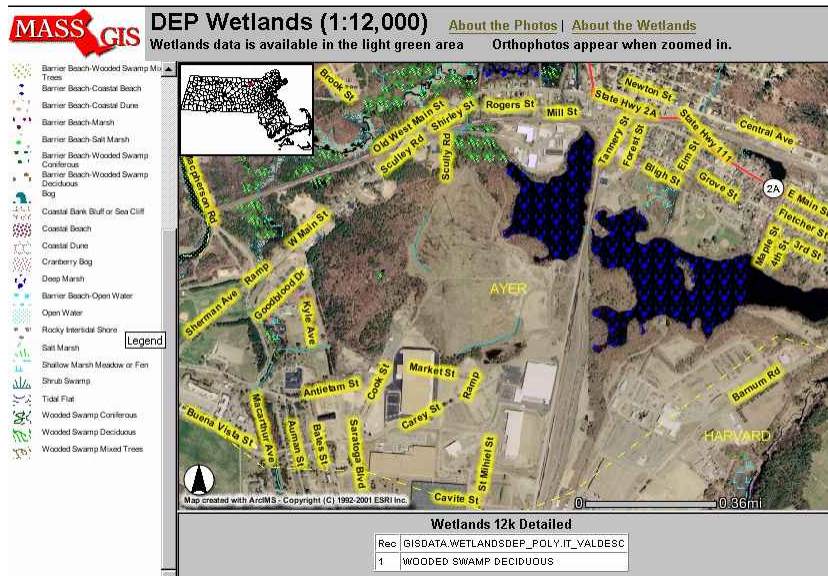 MASS GIS
DEP Wetlands (1:12,000)
About the Photos | About the Wetlands
Wetlands data is available in the light green area
Orthophotos appear when zoomed in.
Barrier Beach-Wooded Swamp Mix
Trees
Barrier Beach-Coastal Beach
Barrier Beach-Coastal Dune
Barrier Beach-Marsh
Barrier Beach-Salt Marsh
Barrier Beach-Wooded Swamp
Coniferous
Barrier Beach-Wooded Swamp
Deciduous
Bog
Coastal Bank Bluff or Sea Cliff
Coastal Beach
Coastal Dune
Cranberry Bog
Deep Marsh
Barrier Beach-Open Water
Open Water
Rocky Intertidal Shore
Legend
Salt Marsh
Shallow Marsh Meadow or Fen
Shrub Swamp
Tidal Flat
Wooded Swamp Coniferous
Wooded Swamp Deciduous
Wooded Swamp Mixed Trees
Brook St
Newton St
Rogers St
Mill St
State Hwy 2A
Old West Main St
Shirley St
Sculley Rd
Scully Rd
Tannery St
Forest St
State Hwy 111
Central Ave
Elm St
Bligh St
Grove St
2A
E Main St
Fletcher St
3rd St
Maple St
4th St
acpherson Rd
W Main St
Ramp
Goodblood Dr
Sherman Ave
Kyle Ave
AYER
Market St
Cook St
Ramp
Antietam St
Carey St
Barnum Rd
HARVARD
Buena Vista St
Macarthur Ave
Auman St
Bates St
Saratoga Blvd
St Mihiel St
Cavite St
Map created with ArcIMS - Copyright (C) 1992-2001 ESRI Inc.
0 0.36mi
Wetlands 12k Detailed
Rec GISDATA.WETLANDSDEP_POLY.IT_VALDESC
1 WOODED SWAMP DECIDUOUS